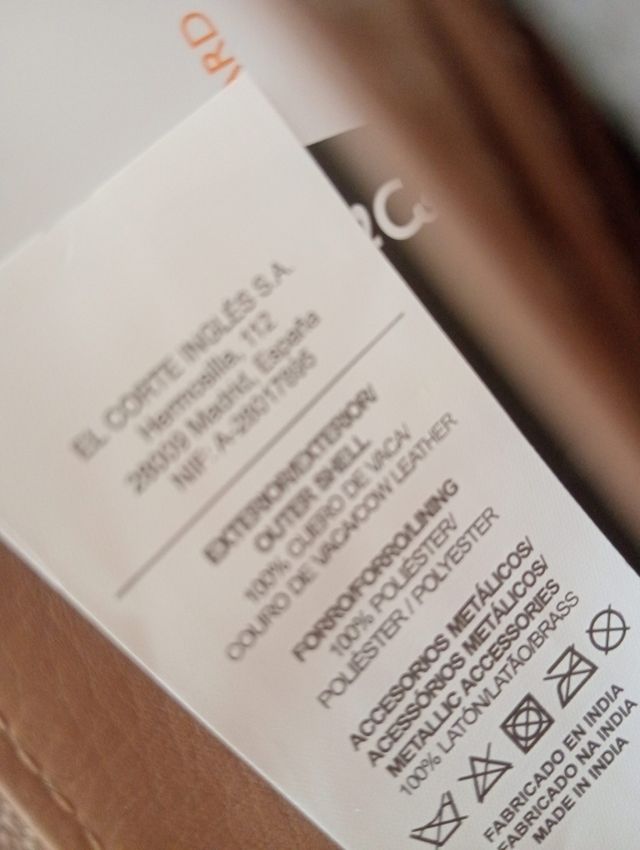 ARD
EL CORTE INGLÉS S.A.
Hermosilla, 112
28009 Madrid, España
NIF: A-28017895
EXTERIOR/EXTERIOR/
OUTER SHELL
100% CUERO DE VACA/
COURO DE VACA/COW LEATHER
FORRO/FORRO/LINING
100% POLIÉSTER/
POLIÉSTER / POLYESTER
ACCESORIOS METÁLICOS/
ACESSÓRIOS METÁLICOS/
METALLIC ACCESSORIES
100% LATÓN/LATÃO/BRASS
FABRICADO EN INDIA
FABRICADO NA INDIA
MADE IN INDIA